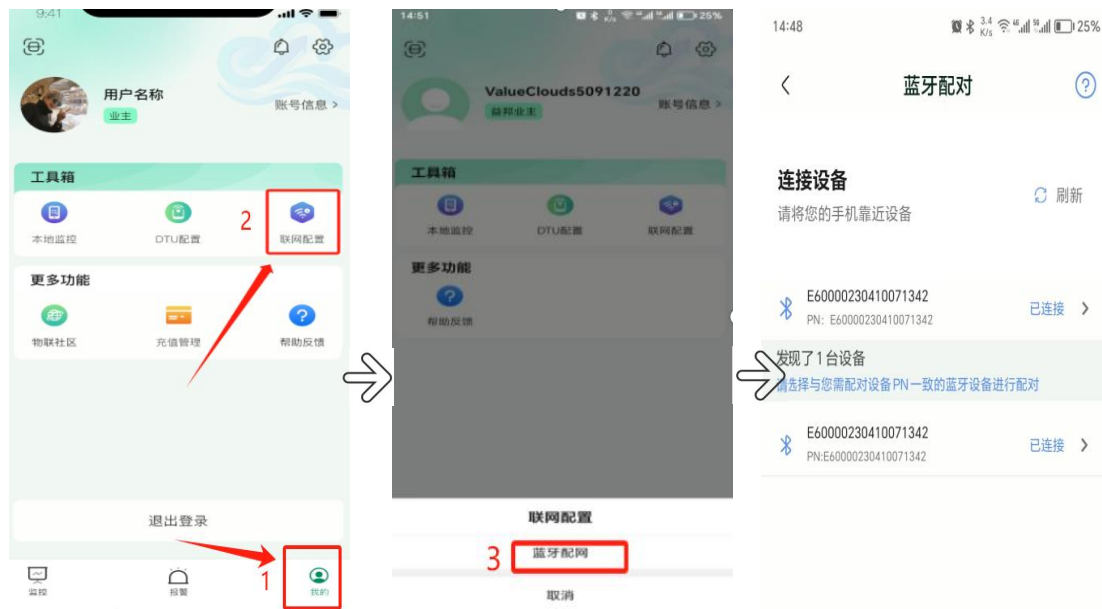 9:41
用户名称
业主
账号信息 >
工具箱
本地监控
DTU配置
2
联网配置
更多功能
物联社区
充值管理
帮助反馈
退出登录
监控
报警
1
我的
14:51
25%
ValueClouds5091220
益邦业主
账号信息 >
工具箱
本地监控
DTU配置
联网配置
更多功能
帮助反馈
联网配置
3
蓝牙配网
取消
14:48
3.4 K/s
25%
蓝牙配对
连接设备
刷新
请将您的手机靠近设备
E60000230410071342
已连接
PN: E60000230410071342
发现了1台设备
请选择与您需配对设备PN一致的蓝牙设备进行配对
E60000230410071342
已连接
PN:E60000230410071342